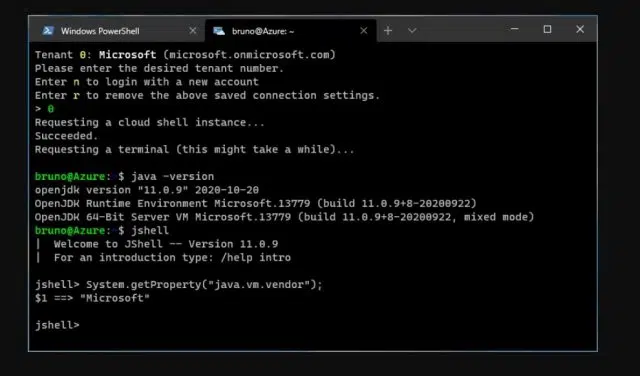 Windows PowerShell
bruno@Azure: ~
Tenant 0: Microsoft (microsoft.onmicrosoft.com)
Please enter the desired tenant number.
Enter n to login with a new account
Enter r to remove the above saved connection settings.
> 0
Requesting a cloud shell instance...
Succeeded.
Requesting a terminal (this might take a while)...
bruno@Azure:~$ java -version
openjdk version "11.0.9" 2020-10-20
OpenJDK Runtime Environment Microsoft.13779 (build 11.0.9+8-20200922)
OpenJDK 64-Bit Server VM Microsoft.13779 (build 11.0.9+8-20200922, mixed mode)
bruno@Azure:~$ jshell
|  Welcome to JShell -- Version 11.0.9
|  For an introduction type: /help intro
jshell> System.getProperty("java.vm.vendor");
$1 ==> "Microsoft"
jshell>